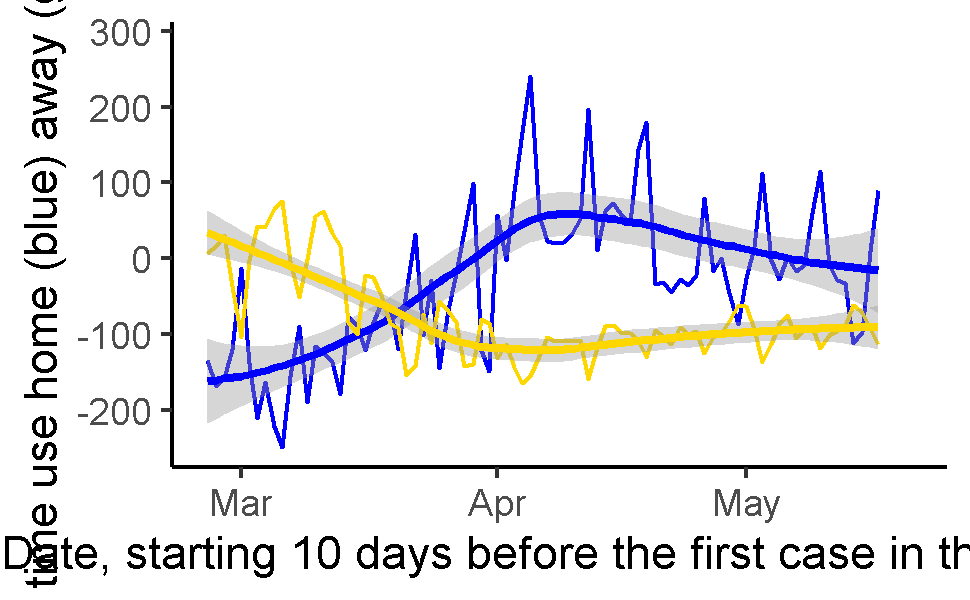 time use home (blue) away (
300
200
100
0
-100
-200
Mar Apr May
Date, starting 10 days before the first case in th